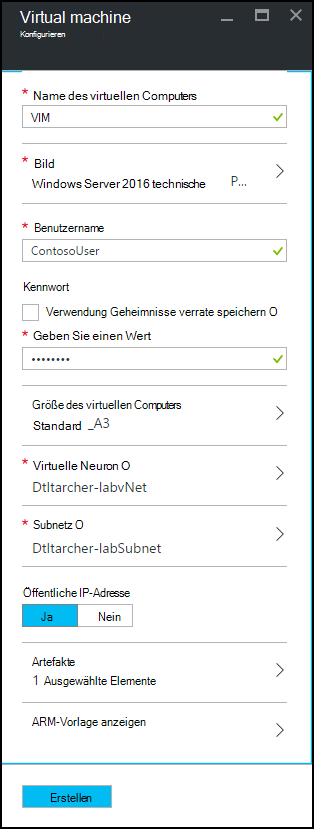 Virtual machine
Konfigurieren
* Name des virtuellen Computers
VIM
* Bild
Windows Server 2016 technische P...
* Benutzername
ContosoUser
Kennwort
Verwendung Geheimnisse verrate speichern O
* Geben Sie einen Wert
••••••••
Größe des virtuellen Computers
Standard _A3
* Virtuelle Neuron O
Dtltarcher-labvNet
* Subnetz O
Dtltarcher-labSubnet
Öffentliche IP-Adresse
Ja Nein
Artefakte
1 Ausgewählte Elemente
ARM-Vorlage anzeigen
Erstellen